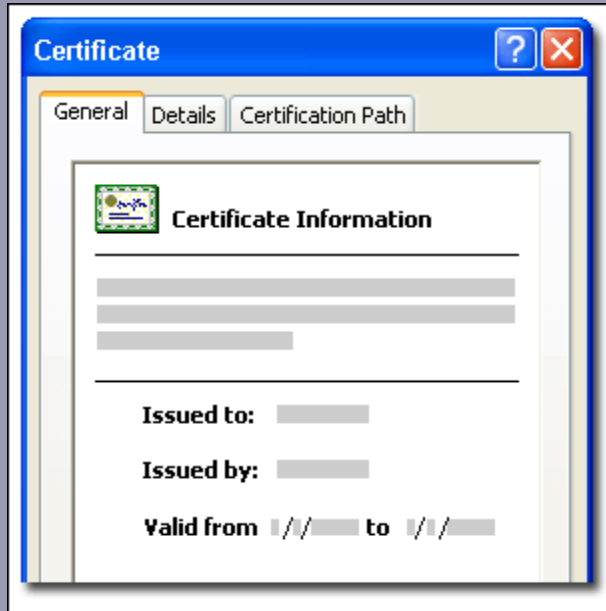 Certificate
General Details Certification Path
Certificate Information
Issued to:
Issued by:
Valid from / / to / /